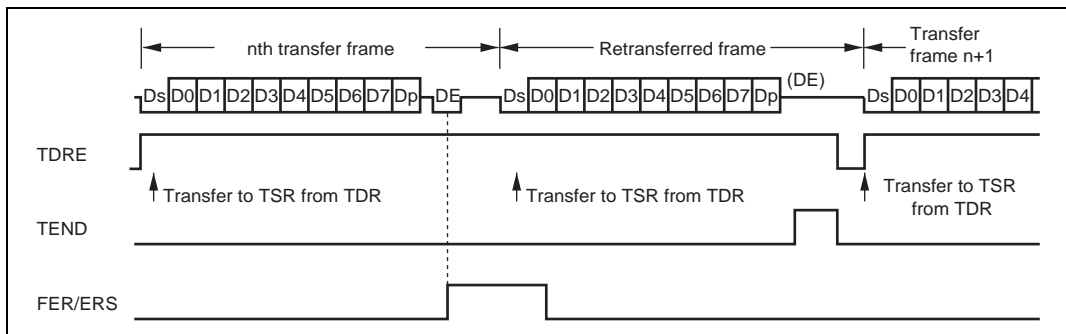 nth transfer frame
Retransferred frame
Transfer
frame n+1
Ds D0 D1 D2 D3 D4 D5 D6 D7 Dp DE
Ds D0 D1 D2 D3 D4 D5 D6 D7 Dp (DE)
Ds D0 D1 D2 D3 D4
TDRE
Transfer to TSR from TDR
Transfer to TSR from TDR
Transfer to TSR
from TDR
TEND
FER/ERS